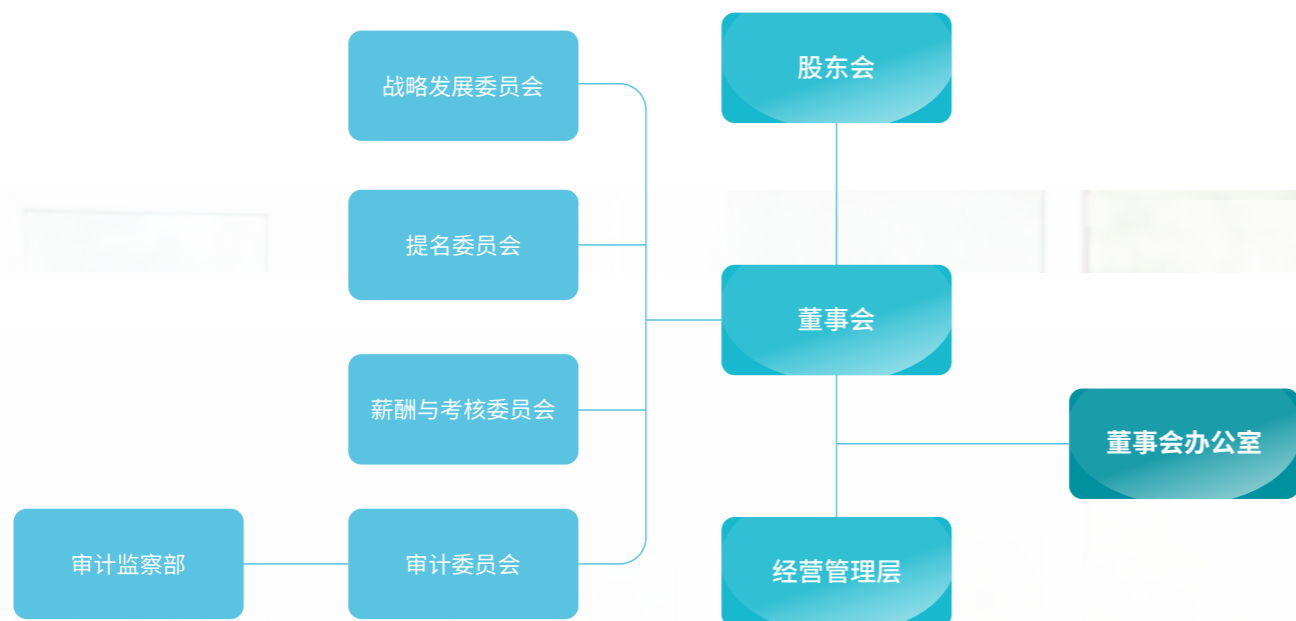 股东会
战略发展委员会
提名委员会
董事会
薪酬与考核委员会
董事会办公室
审计监察部
审计委员会
经营管理层